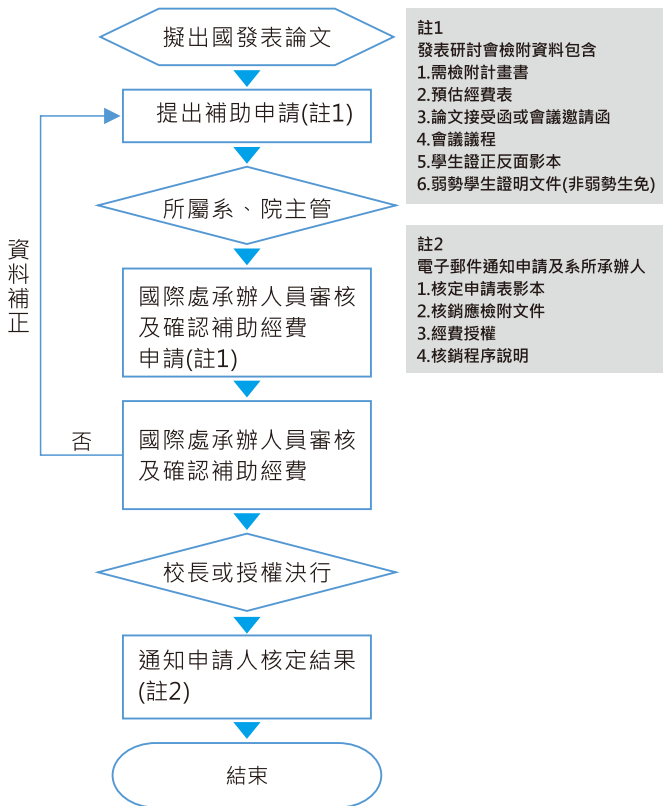 擬出國發表論文
提出補助申請(註1)
所屬系、院主管
國際處承辦人員審核
及確認補助經費
申請(註1)
資料補正
否
國際處承辦人員審核
及確認補助經費
校長或授權決行
通知申請人核定結果
(註2)
結束
註1
發表研討會檢附資料包含
1.需檢附計畫書
2.預估經費表
3.論文接受函或會議邀請函
4.會議議程
5.學生證正反面影本
6.弱勢學生證明文件(非弱勢生免)
註2
電子郵件通知申請及系所承辦人
1.核定申請表影本
2.核銷應檢附文件
3.經費授權
4.核銷程序說明